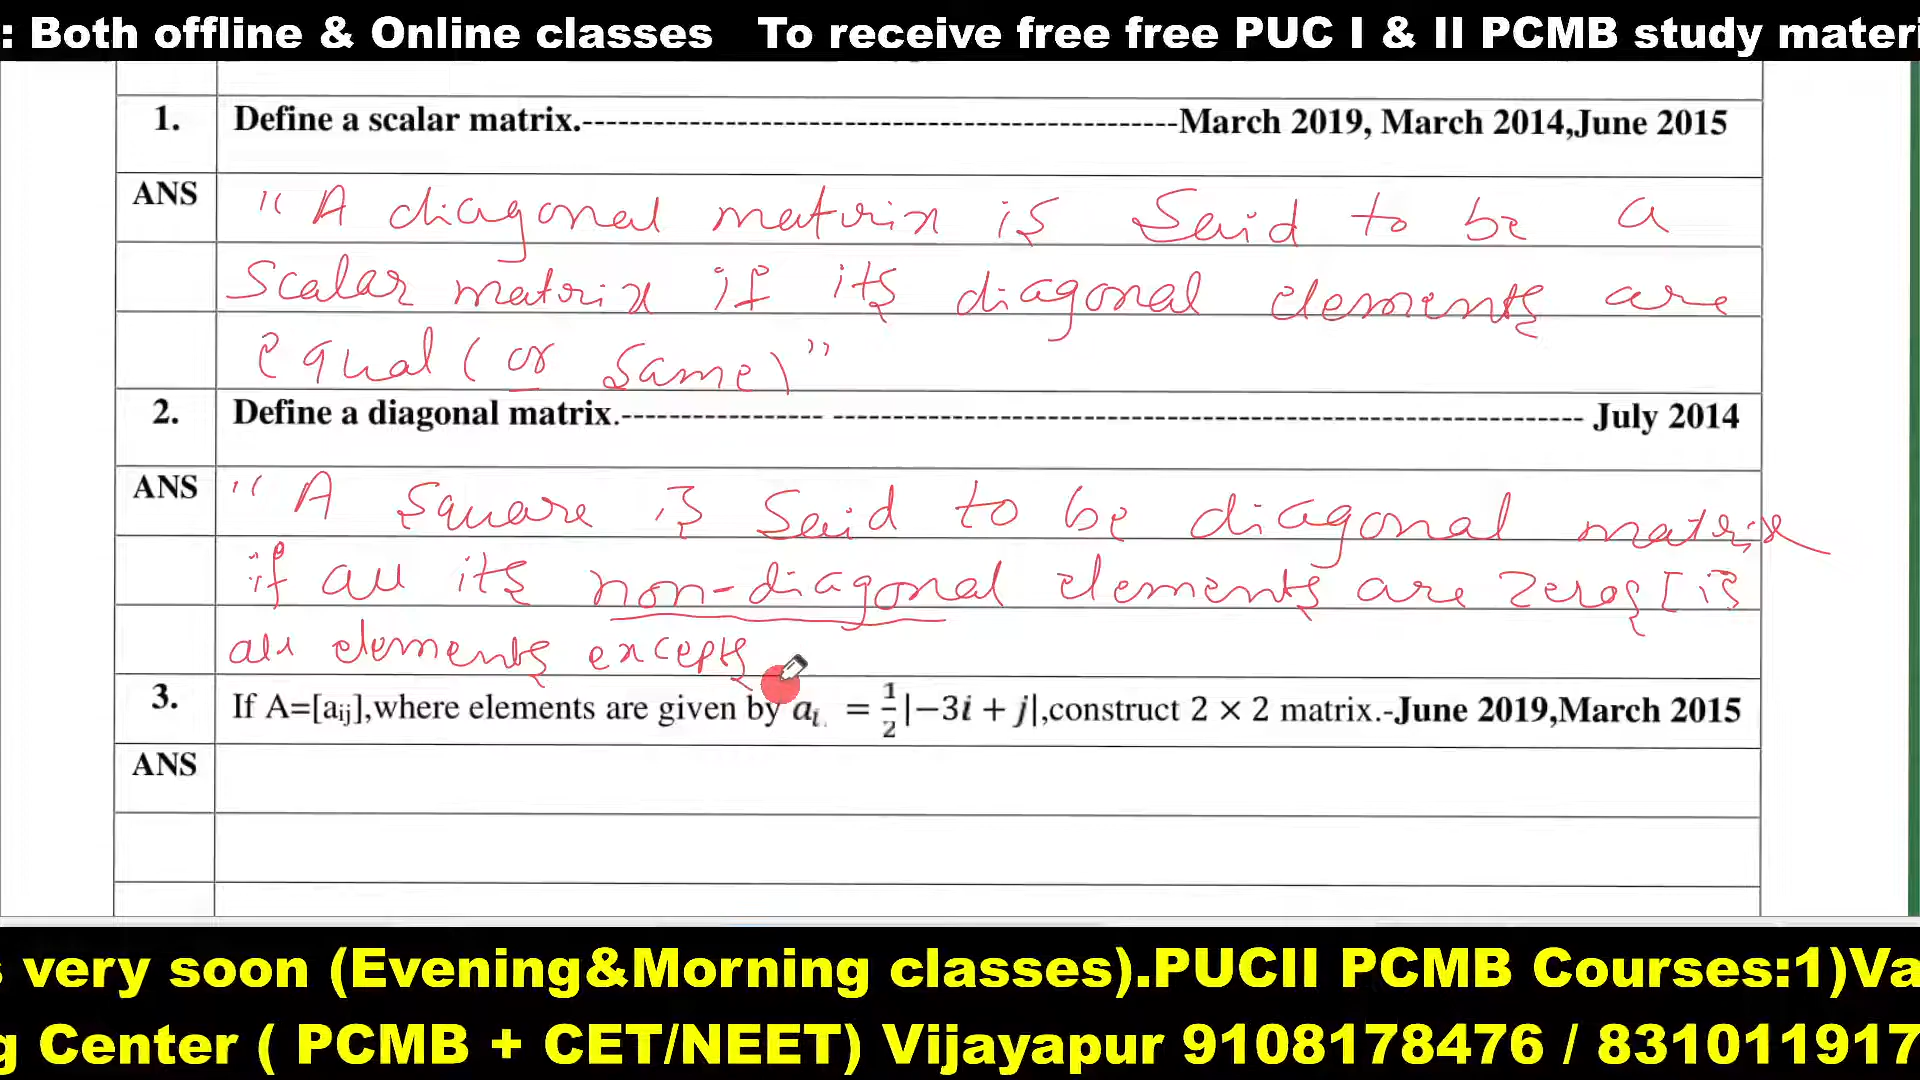 : Both offline & Online classes To receive free free PUC I & II PCMB study materi
1. Define a scalar matrix.--------------------------------------------------March 2019, March 2014,June 2015
ANS "A diagonal matrix is Said to be a
Scalar matrix if its diagonal elements are
equal (or Same)"
2. Define a diagonal matrix.----------------- --------------------------------------------------------------- July 2014
ANS "A Square is Said to be diagonal matrix
if all its non-diagonal elements are zeros [ie
all elements excepts
3. If A=[aij],where elements are given by ai = 1/2|−3i + j|,construct 2 × 2 matrix.-June 2019,March 2015
ANS
s very soon (Evening&Morning classes).PUCII PCMB Courses:1)Va
g Center ( PCMB + CET/NEET) Vijayapur 9108178476 / 831011917